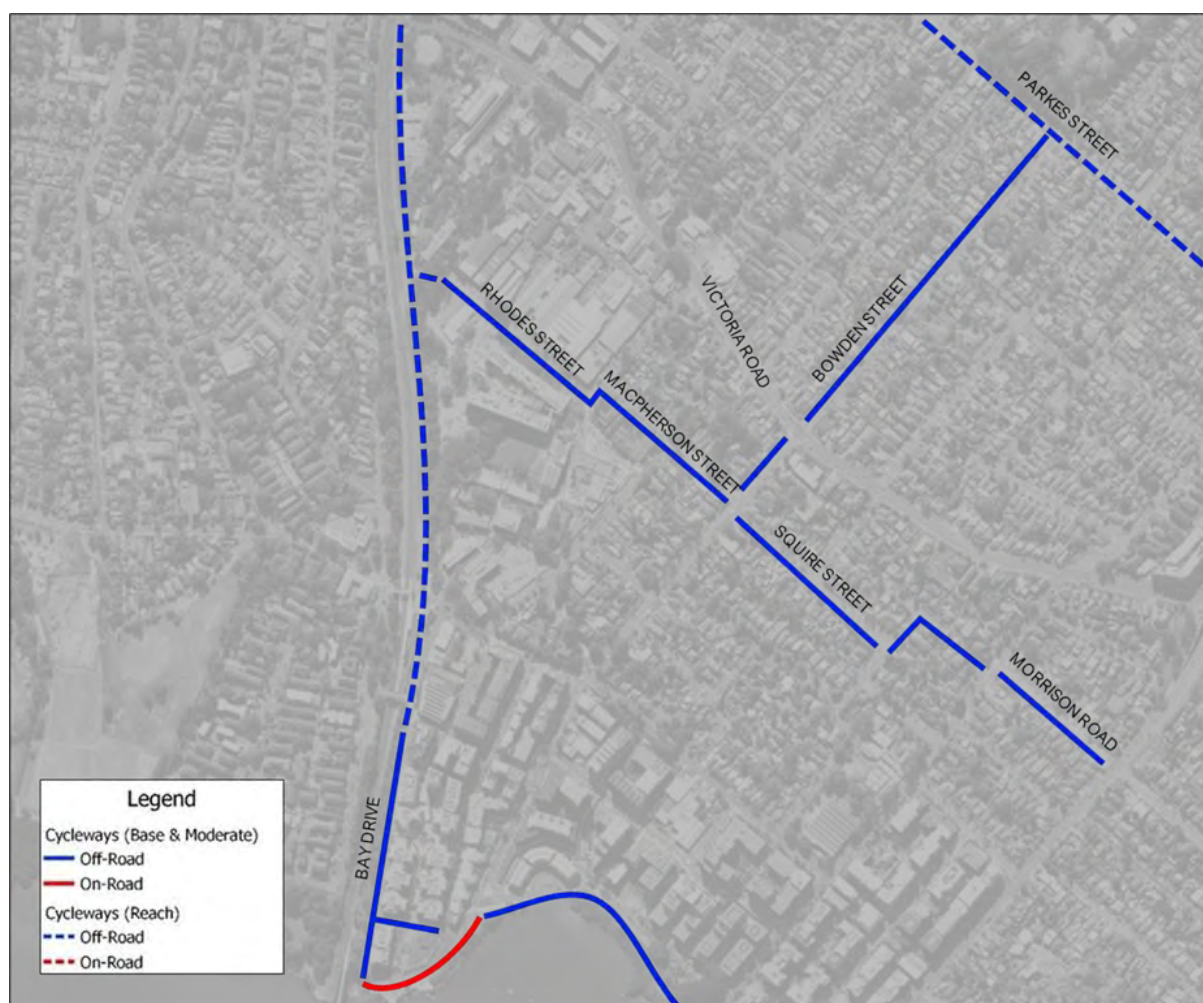 PARKES STREET
BOWDEN STREET
VICTORIA ROAD
RHODES STREET
MACPHERSON STREET
SQUIRE STREET
MORRISON ROAD
BAY DRIVE
Legend
Cycleways (Base & Moderate)
Off-Road
On-Road
Cycleways (Reach)
Off-Road
On-Road